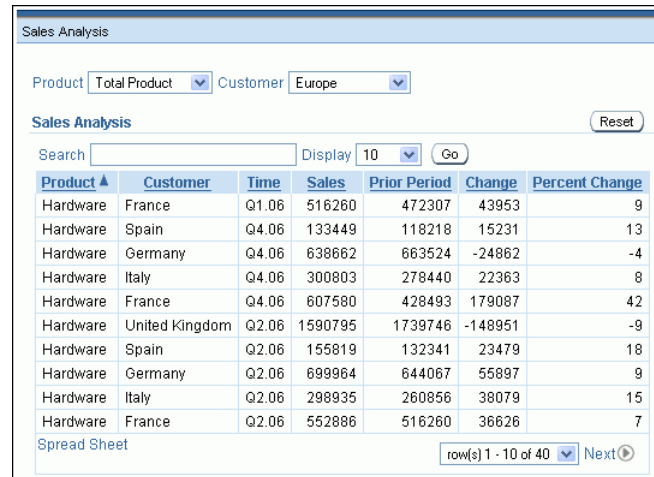 Sales Analysis
Product Total Product Customer Europe
Sales Analysis Reset
Search Display 10 Go
Product Customer Time Sales Prior Period Change Percent Change
Hardware France Q1.06 516260 472307 43953 9
Hardware Spain Q4.06 133449 118218 15231 13
Hardware Germany Q4.06 638662 663524 -24862 -4
Hardware Italy Q4.06 300803 278440 22363 8
Hardware France Q4.06 607580 428493 179087 42
Hardware United Kingdom Q2.06 1590795 1739746 -148951 -9
Hardware Spain Q2.06 155819 132341 23479 18
Hardware Germany Q2.06 699964 644067 55897 9
Hardware Italy Q2.06 298935 260856 38079 15
Hardware France Q2.06 552886 516260 36626 7
Spread Sheet row(s) 1 - 10 of 40 Next